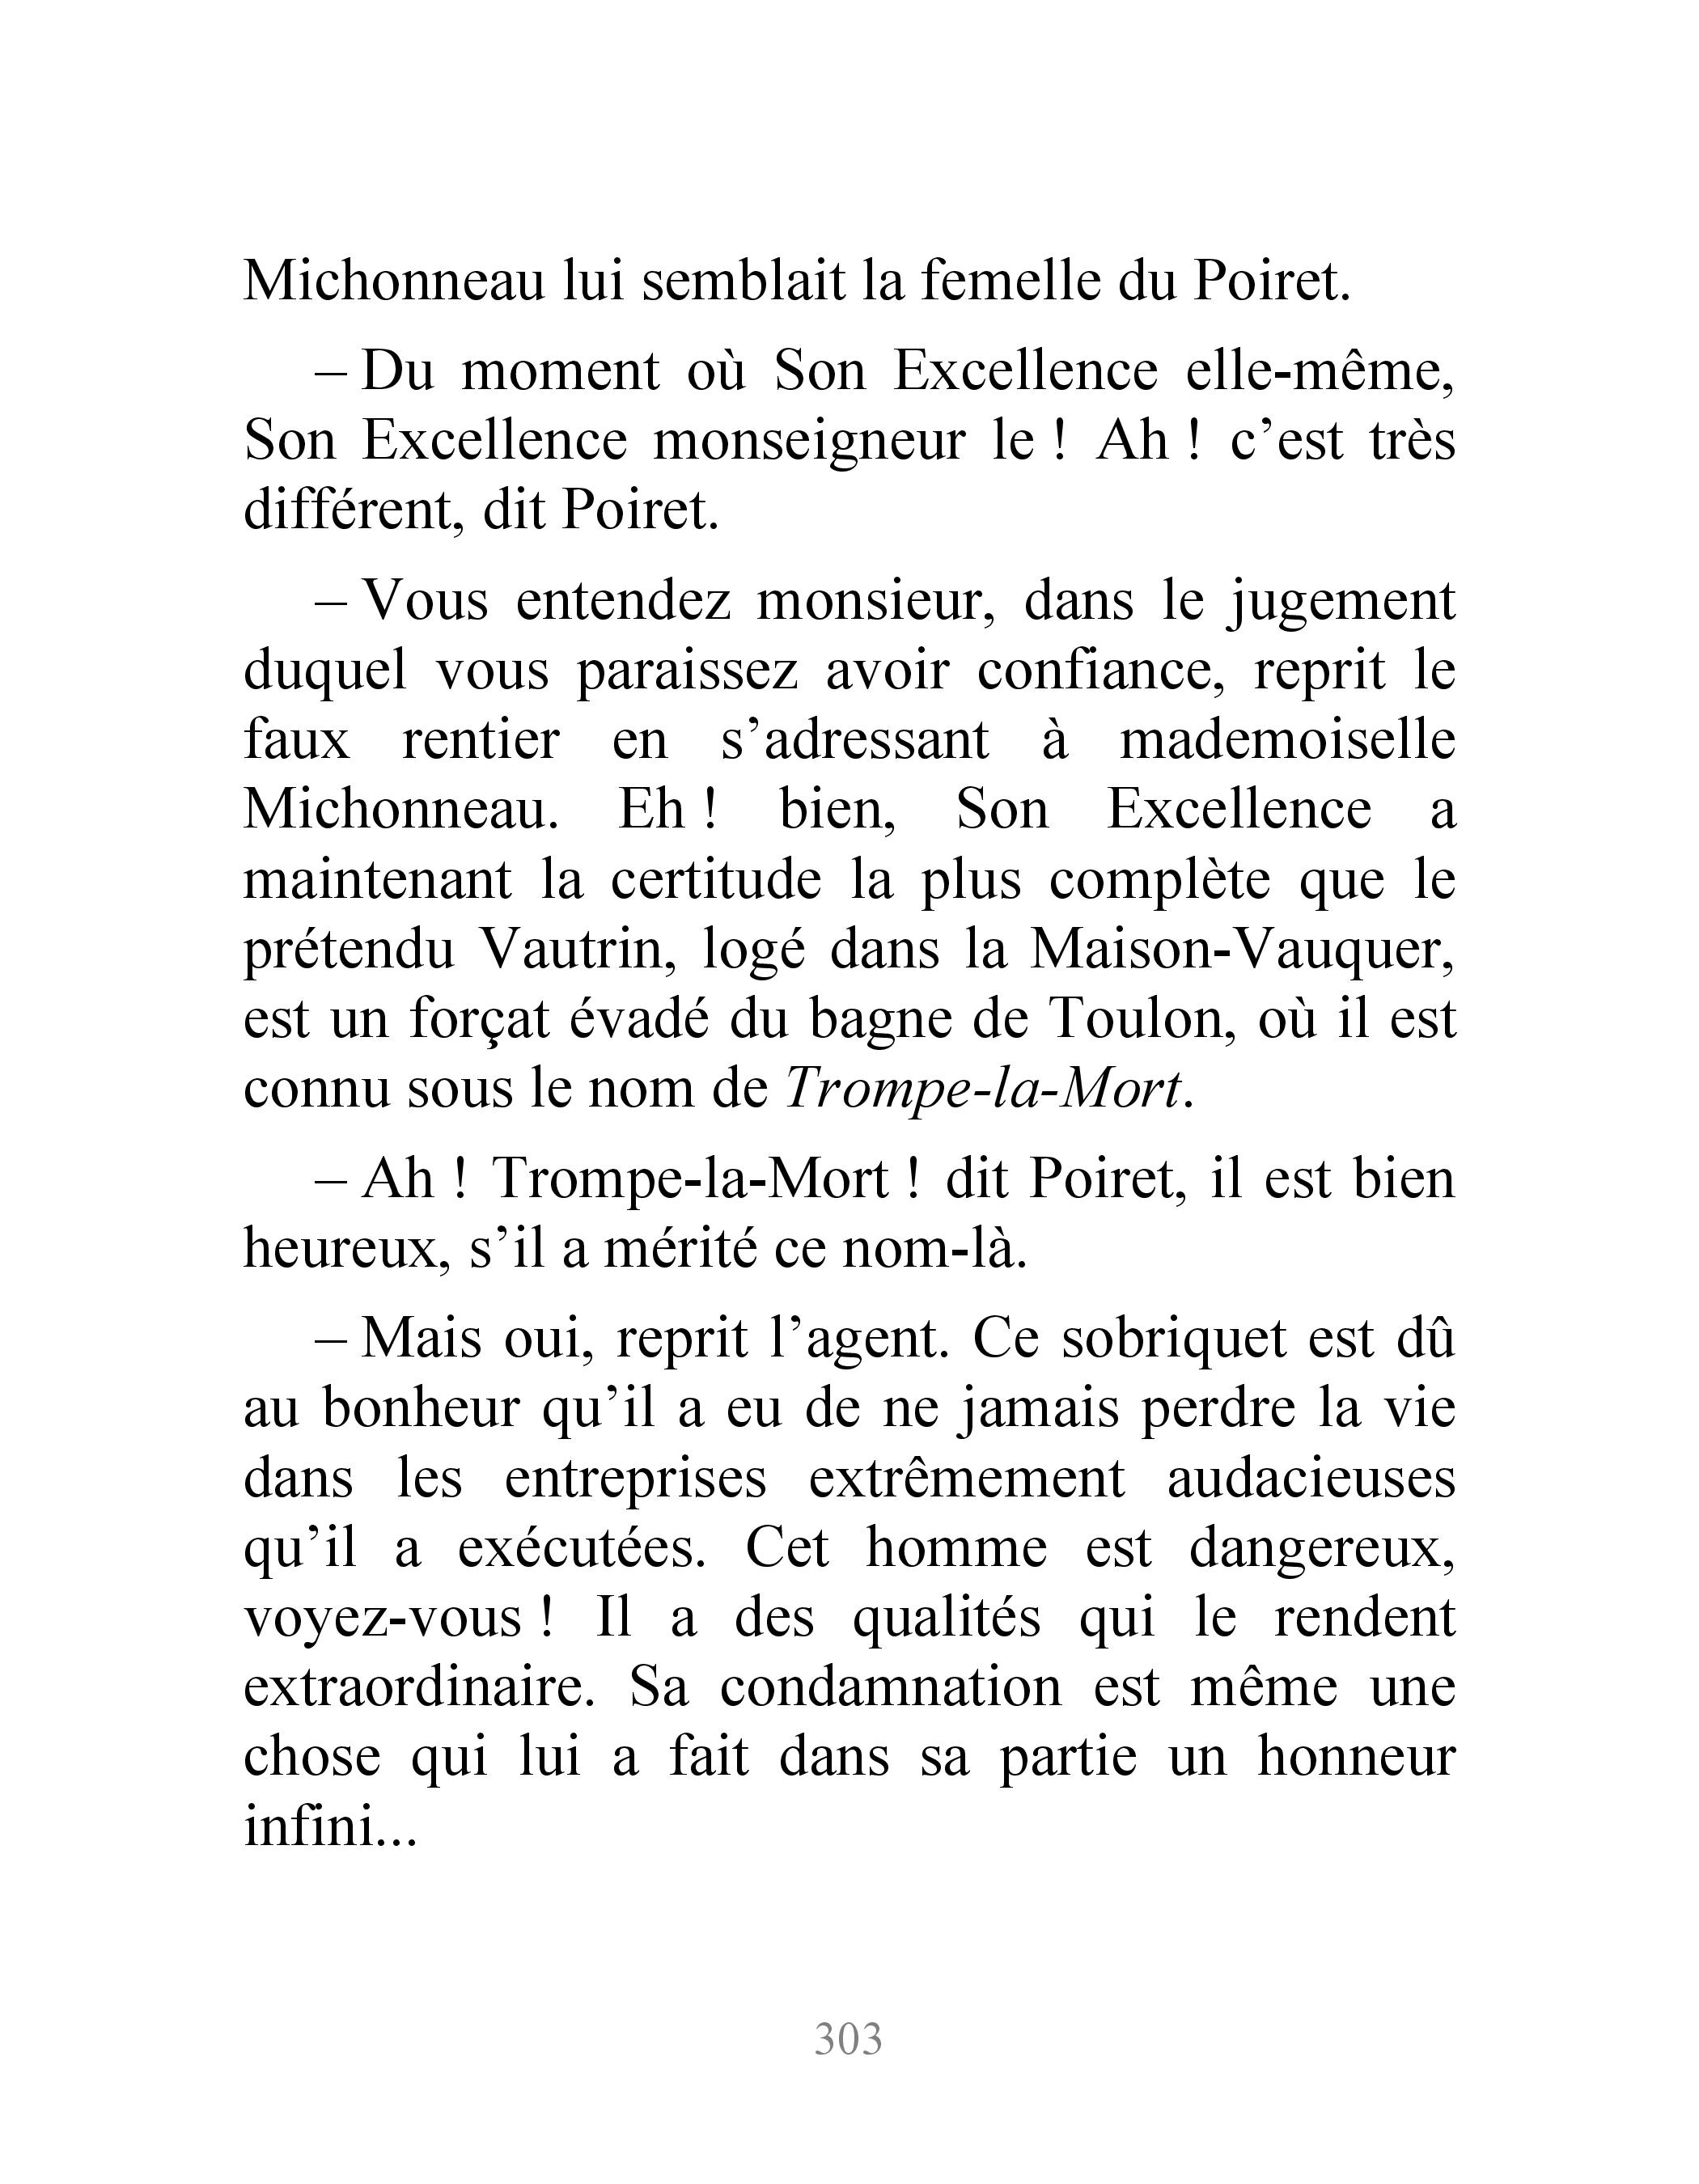 Michonneau lui semblait la femelle du Poiret.
– Du moment où Son Excellence elle-même,
Son Excellence monseigneur le ! Ah ! c’est très
différent, dit Poiret.
– Vous entendez monsieur, dans le jugement
duquel vous paraissez avoir confiance, reprit le
faux rentier en s’adressant à mademoiselle
Michonneau. Eh ! bien, Son Excellence a
maintenant la certitude la plus complète que le
prétendu Vautrin, logé dans la Maison-Vauquer,
est un forçat évadé du bagne de Toulon, où il est
connu sous le nom de Trompe-la-Mort.
– Ah ! Trompe-la-Mort ! dit Poiret, il est bien
heureux, s’il a mérité ce nom-là.
– Mais oui, reprit l’agent. Ce sobriquet est dû
au bonheur qu’il a eu de ne jamais perdre la vie
dans les entreprises extrêmement audacieuses
qu’il a exécutées. Cet homme est dangereux,
voyez-vous ! Il a des qualités qui le rendent
extraordinaire. Sa condamnation est même une
chose qui lui a fait dans sa partie un honneur
infini...
303